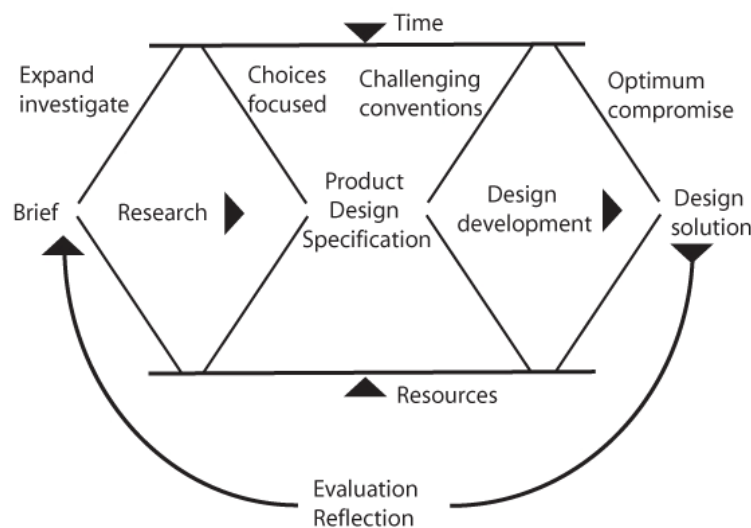 Time
Expand
investigate
Choices
focused
Challenging
conventions
Optimum
compromise
Brief
Research
Product
Design
Specification
Design
development
Design
solution
Resources
Evaluation
Reflection